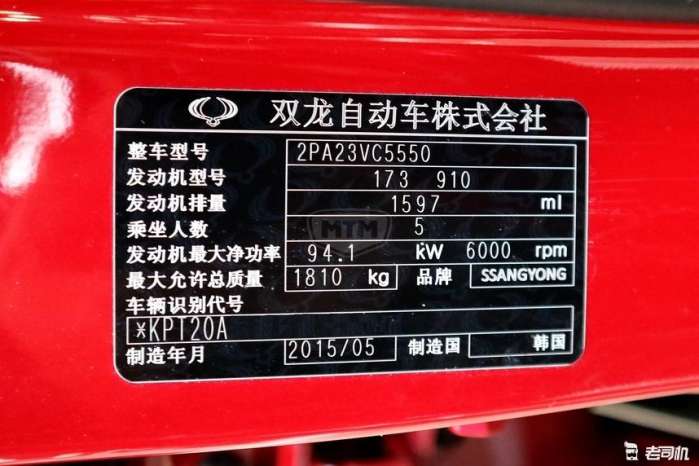 双龙自动车株式会社
整车型号 2PA23VC5550
发动机型号 173 910
发动机排量 1597 ml
乘坐人数 5
发动机最大净功率 94.1 kW 6000 rpm
最大允许总质量 1810 kg 品牌 SSANGYONG
车辆识别代号
*KPT20A
制造年月 2015/05 制造国 韩国
MTM
老司机